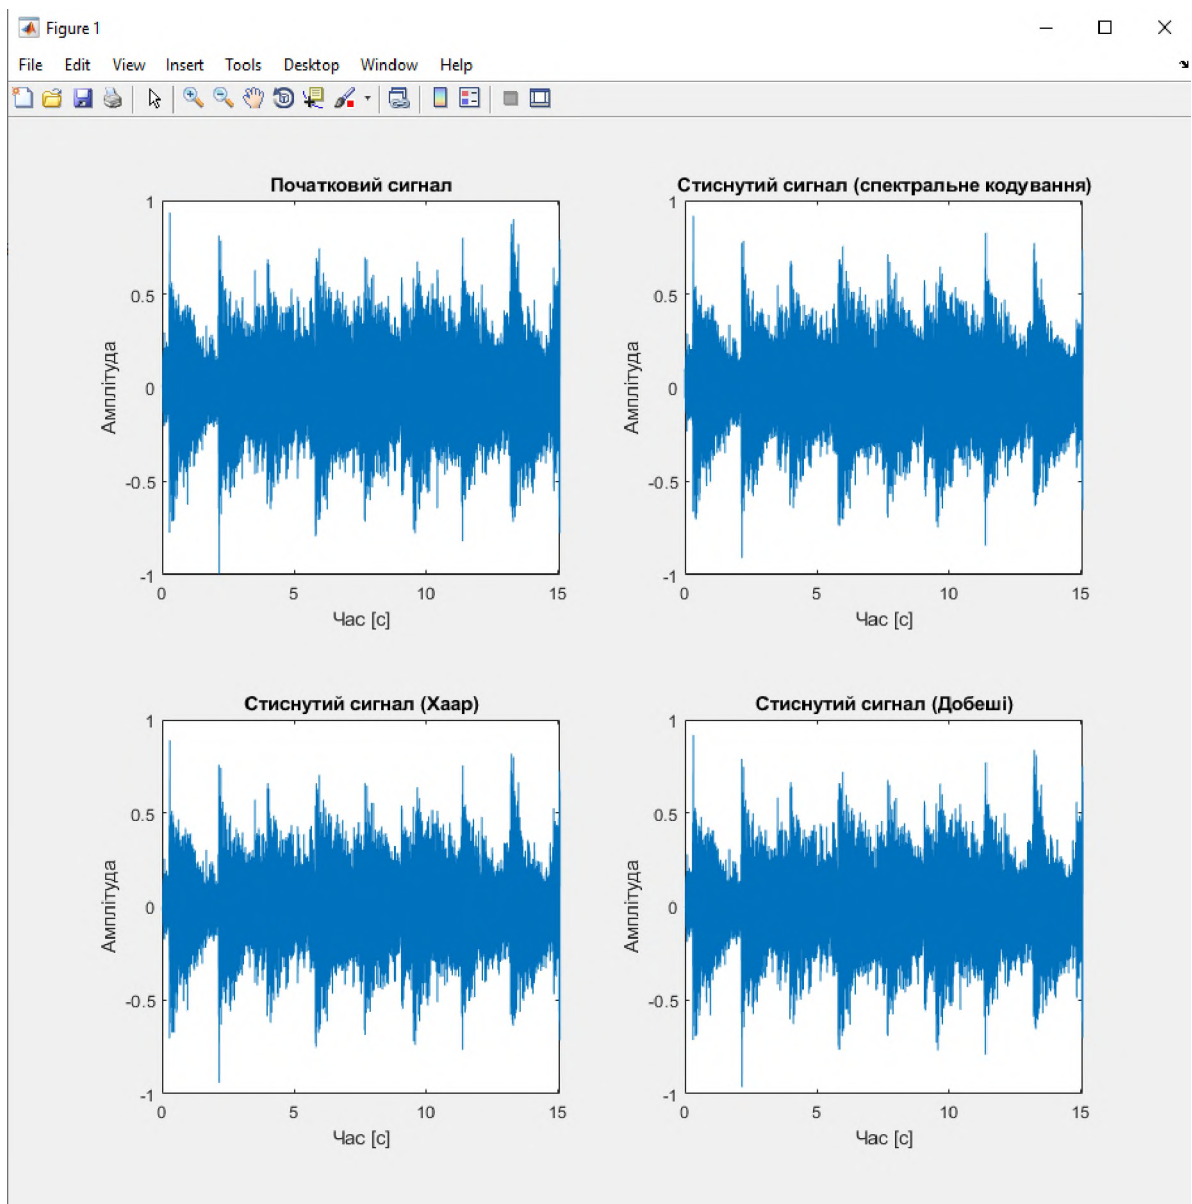 Figure 1
File Edit View Insert Tools Desktop Window Help
Початковий сигнал
1
0.5
0
-0.5
-1
Амплітуда
0 5 10 15
Час [с]
Стиснутий сигнал (спектральне кодування)
1
0.5
0
-0.5
-1
Амплітуда
0 5 10 15
Час [с]
Стиснутий сигнал (Хаар)
1
0.5
0
-0.5
-1
Амплітуда
0 5 10 15
Час [с]
Стиснутий сигнал (Добеші)
1
0.5
0
-0.5
-1
Амплітуда
0 5 10 15
Час [с]